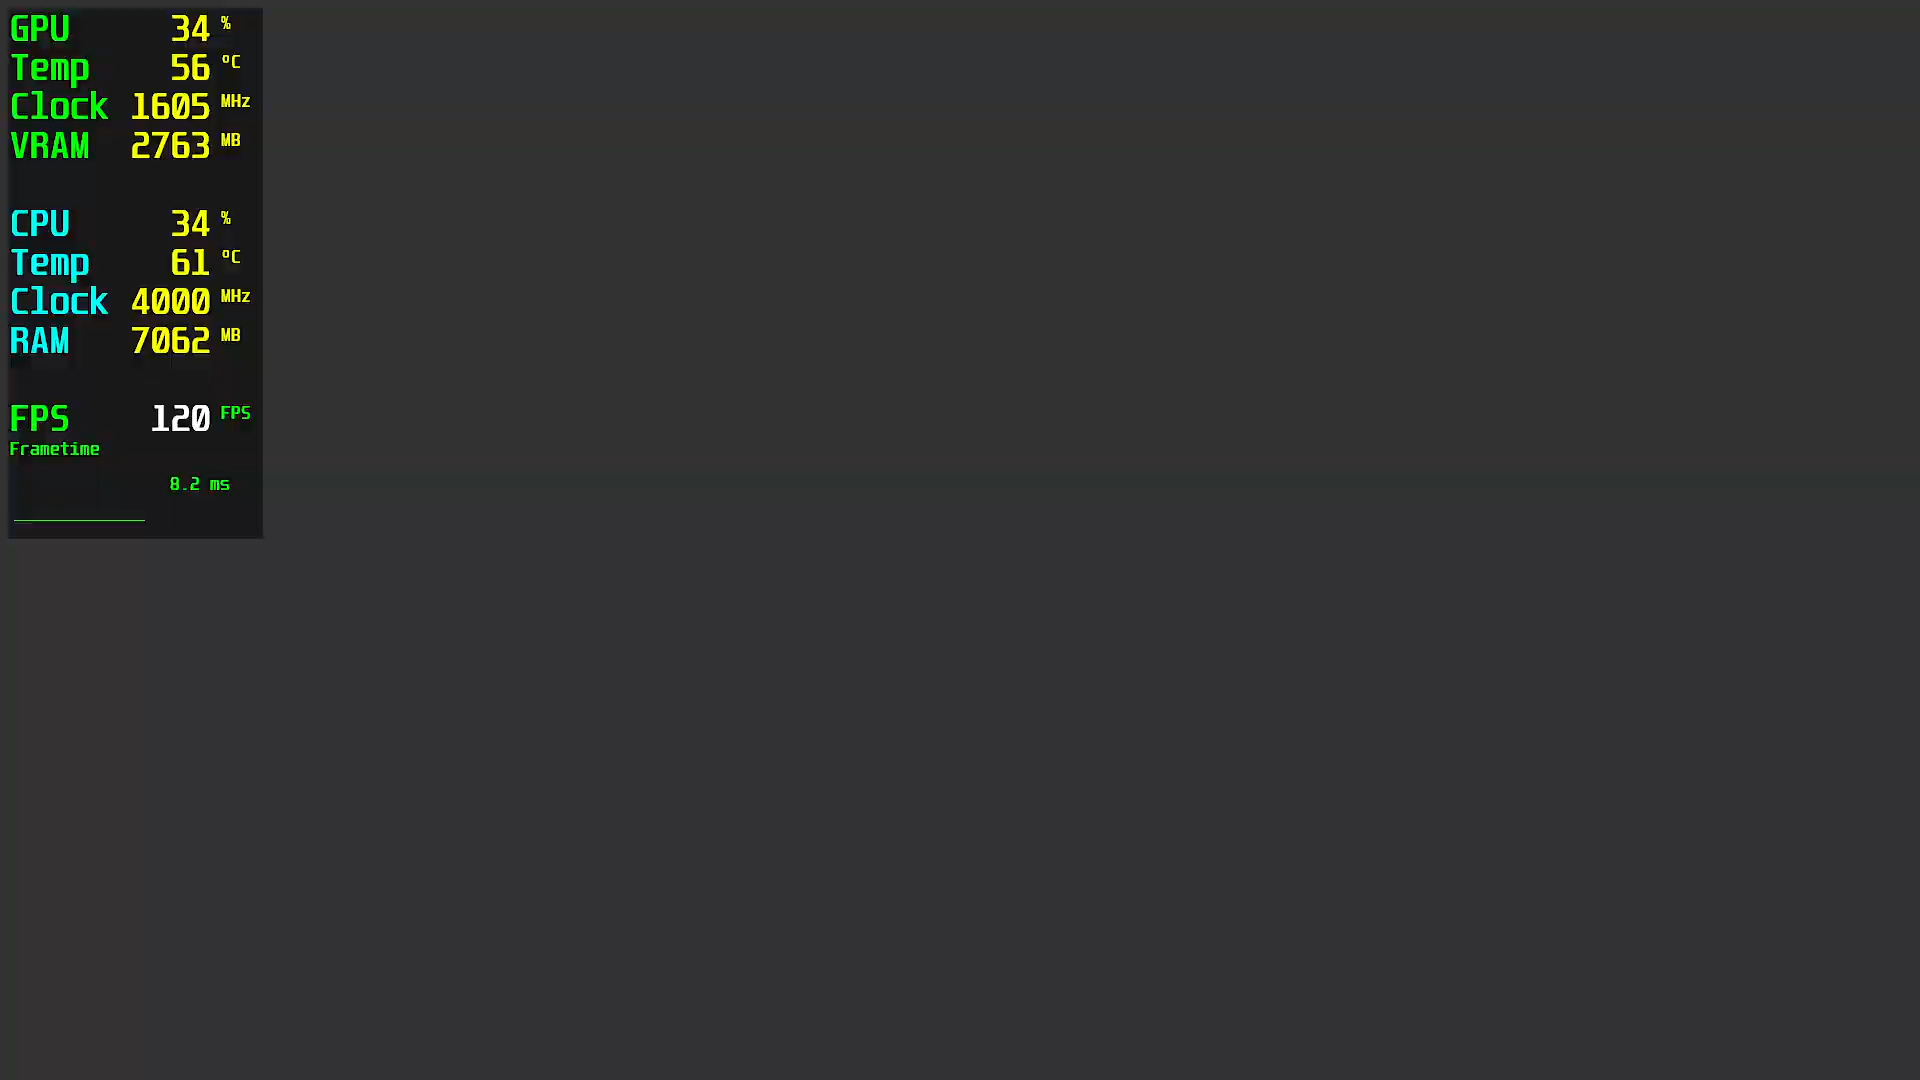 GPU 34 %
Temp 56 °C
Clock 1605 MHz
VRAM 2763 MB
CPU 34 %
Temp 61 °C
Clock 4000 MHz
RAM 7062 MB
FPS 120 FPS
Frametime
8.2 ms